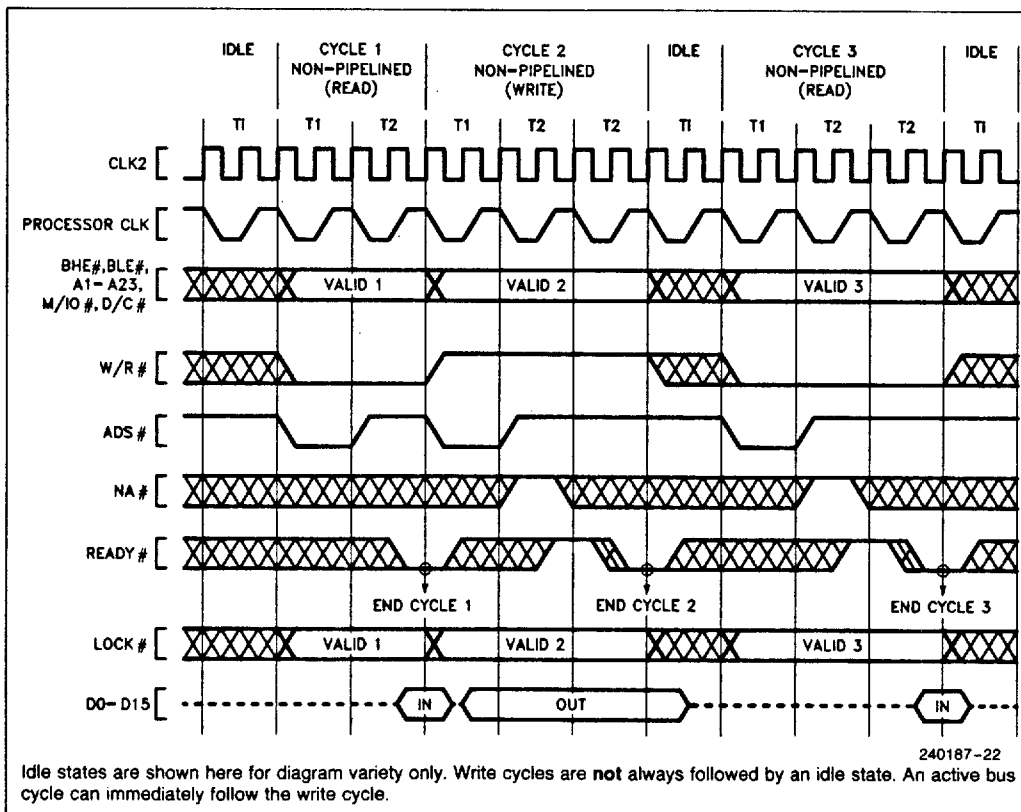 IDLE CYCLE 1 CYCLE 2 IDLE CYCLE 3 IDLE
NON-PIPELINED NON-PIPELINED NON-PIPELINED
(READ) (WRITE) (READ)
TI T1 T2 T1 T2 T2 TI T1 T2 T2 TI
CLK2
PROCESSOR CLK
BHE#,BLE#,
A1-A23,
M/IO#,D/C#
VALID 1 VALID 2 VALID 3
W/R#
ADS#
NA#
READY#
END CYCLE 1 END CYCLE 2 END CYCLE 3
LOCK# VALID 1 VALID 2 VALID 3
D0-D15 IN OUT IN
240187-22
Idle states are shown here for diagram variety only. Write cycles are not always followed by an idle state. An active bus
cycle can immediately follow the write cycle.